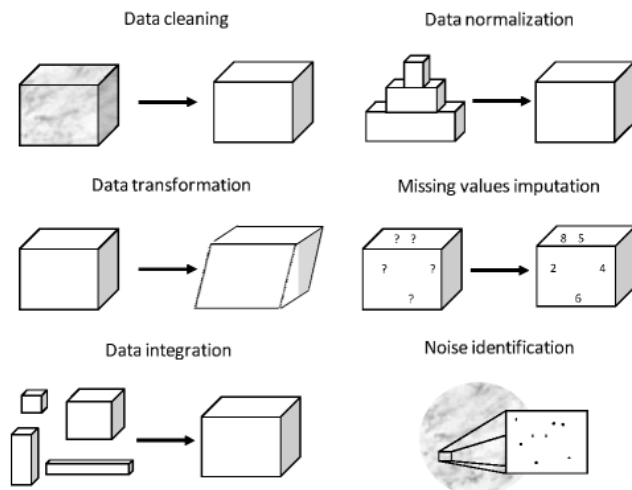 Data cleaning
Data normalization
Data transformation
Missing values imputation
? ?
? ?
?
8 5
2 4
6
Data integration
Noise identification